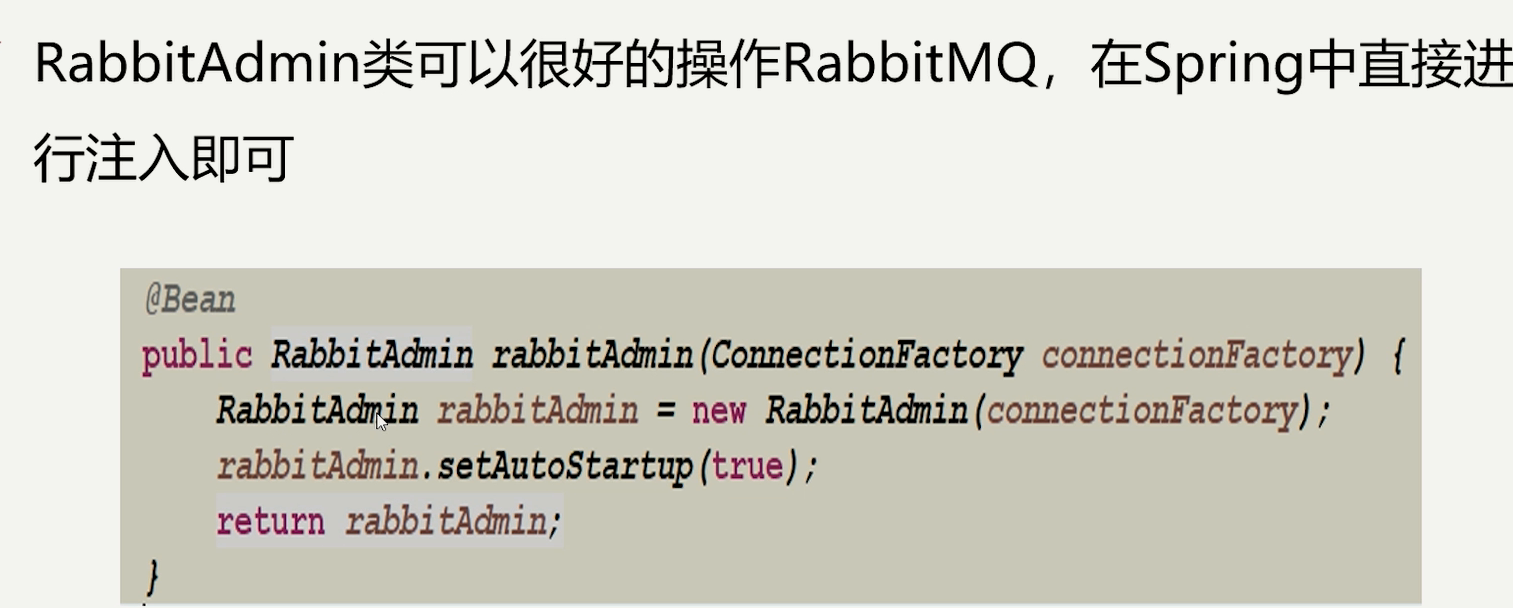 RabbitAdmin类可以很好的操作RabbitMQ，在Spring中直接进
行注入即可
@Bean
public RabbitAdmin rabbitAdmin(ConnectionFactory connectionFactory) {
    RabbitAdmin rabbitAdmin = new RabbitAdmin(connectionFactory);
    rabbitAdmin.setAutoStartup(true);
    return rabbitAdmin;
}